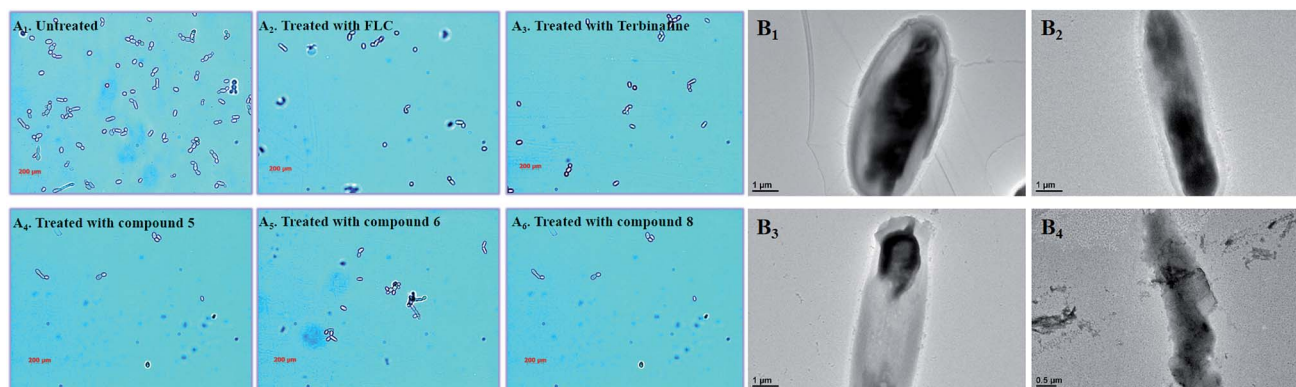 A1. Untreated
A2. Treated with FLC
A3. Treated with Terbinafine
B1
B2
200 µm
200 µm
200 µm
1 µm
1 µm
A4. Treated with compound 5
A5. Treated with compound 6
A6. Treated with compound 8
B3
B4
200 µm
200 µm
200 µm
1 µm
0.5 µm